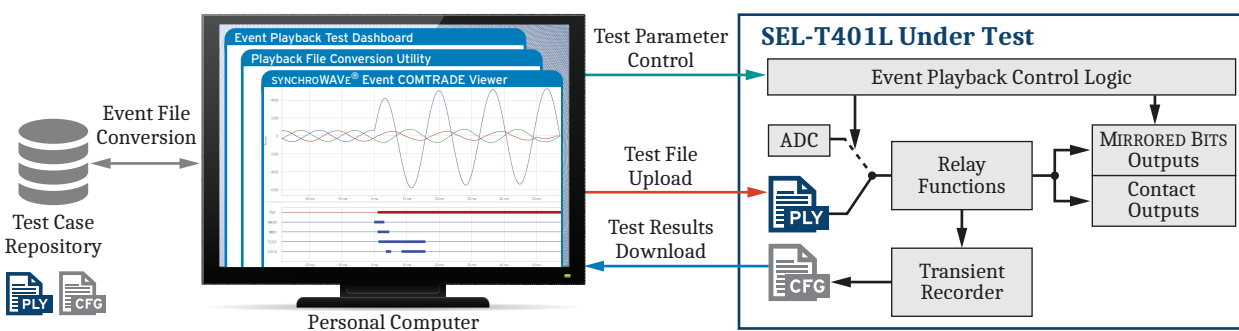 Event File
Conversion
Test Case
Repository
PLY
CFG
Event Playback Test Dashboard
Playback File Conversion Utility
SYNCHROWAVe® Event COMTRADE Viewer
Personal Computer
Test Parameter
Control
Test File
Upload
Test Results
Download
SEL-T401L Under Test
Event Playback Control Logic
ADC
PLY
CFG
Relay
Functions
Transient
Recorder
MIRRORED BITS
Outputs
Contact
Outputs